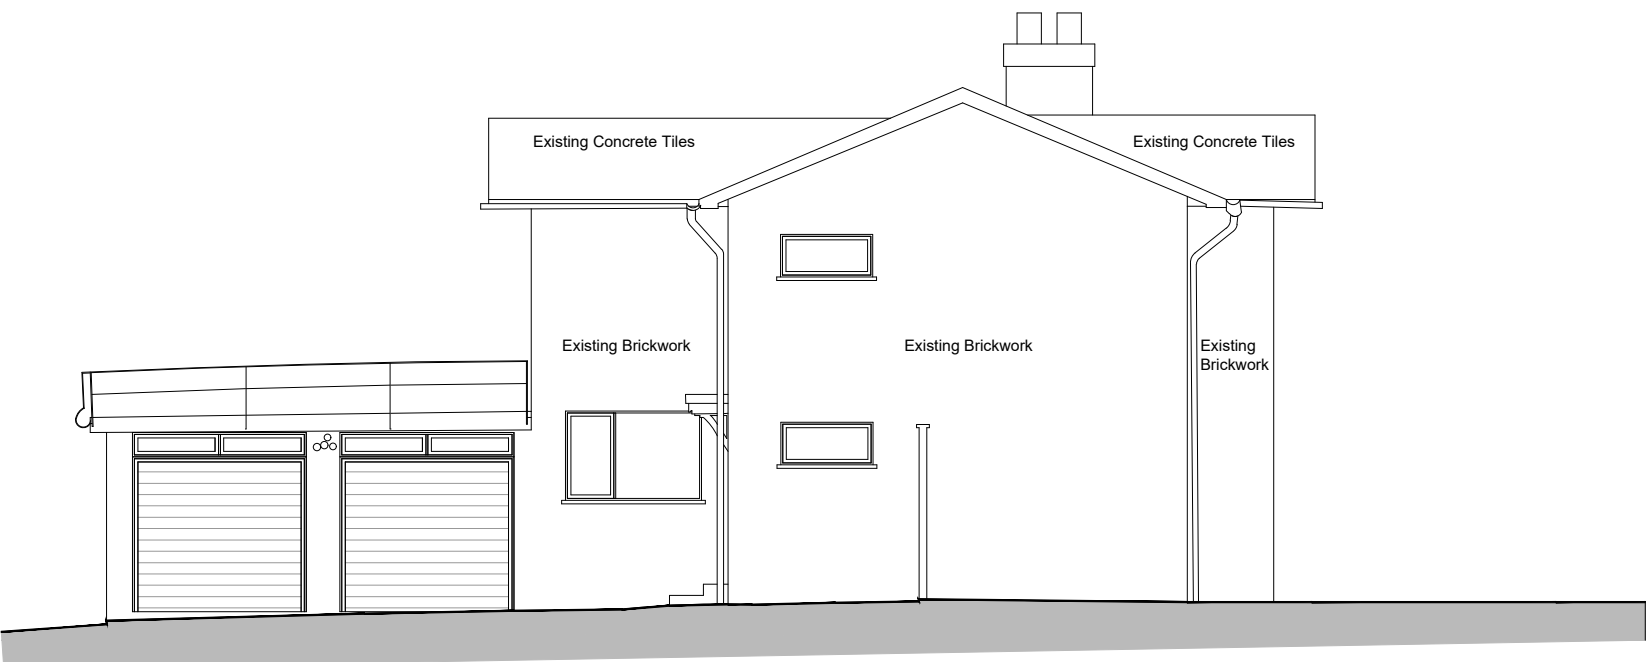 Existing Concrete Tiles
Existing Concrete Tiles
Existing Brickwork
Existing Brickwork
Existing
Brickwork